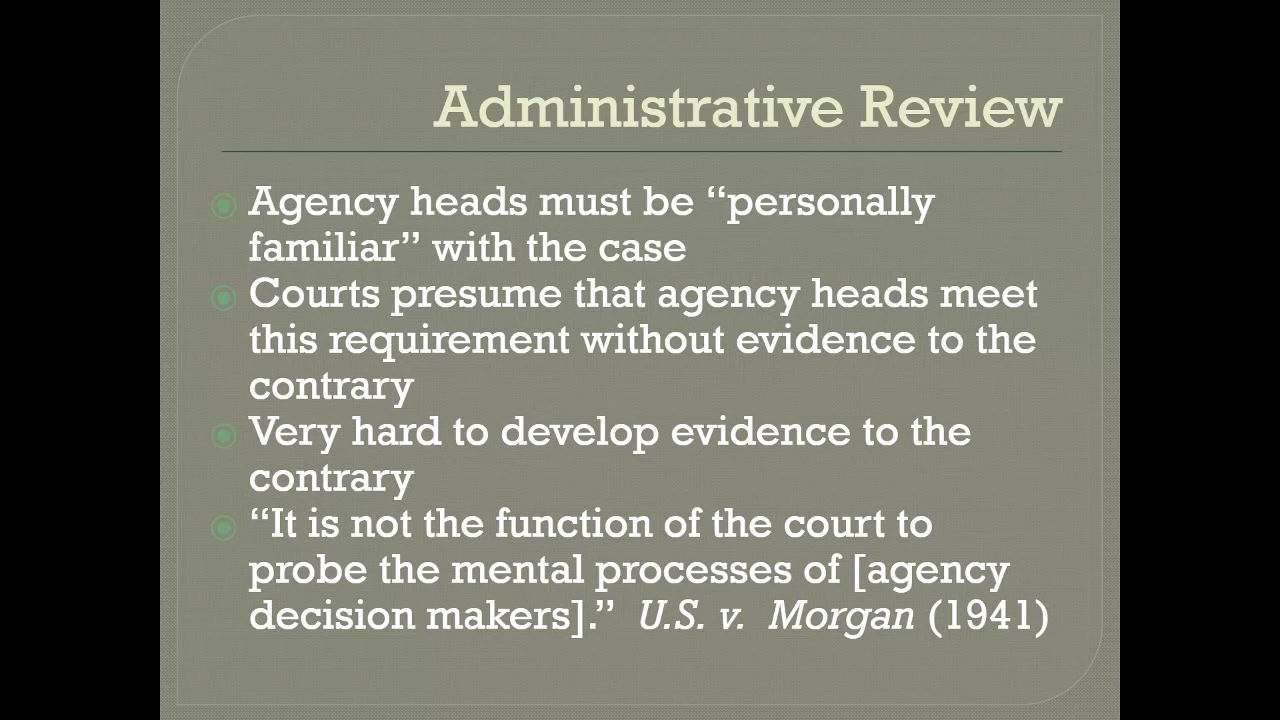 Administrative Review
Agency heads must be “personally
familiar” with the case
Courts presume that agency heads meet
this requirement without evidence to the
contrary
Very hard to develop evidence to the
contrary
“It is not the function of the court to
probe the mental processes of [agency
decision makers].” U.S. v. Morgan (1941)